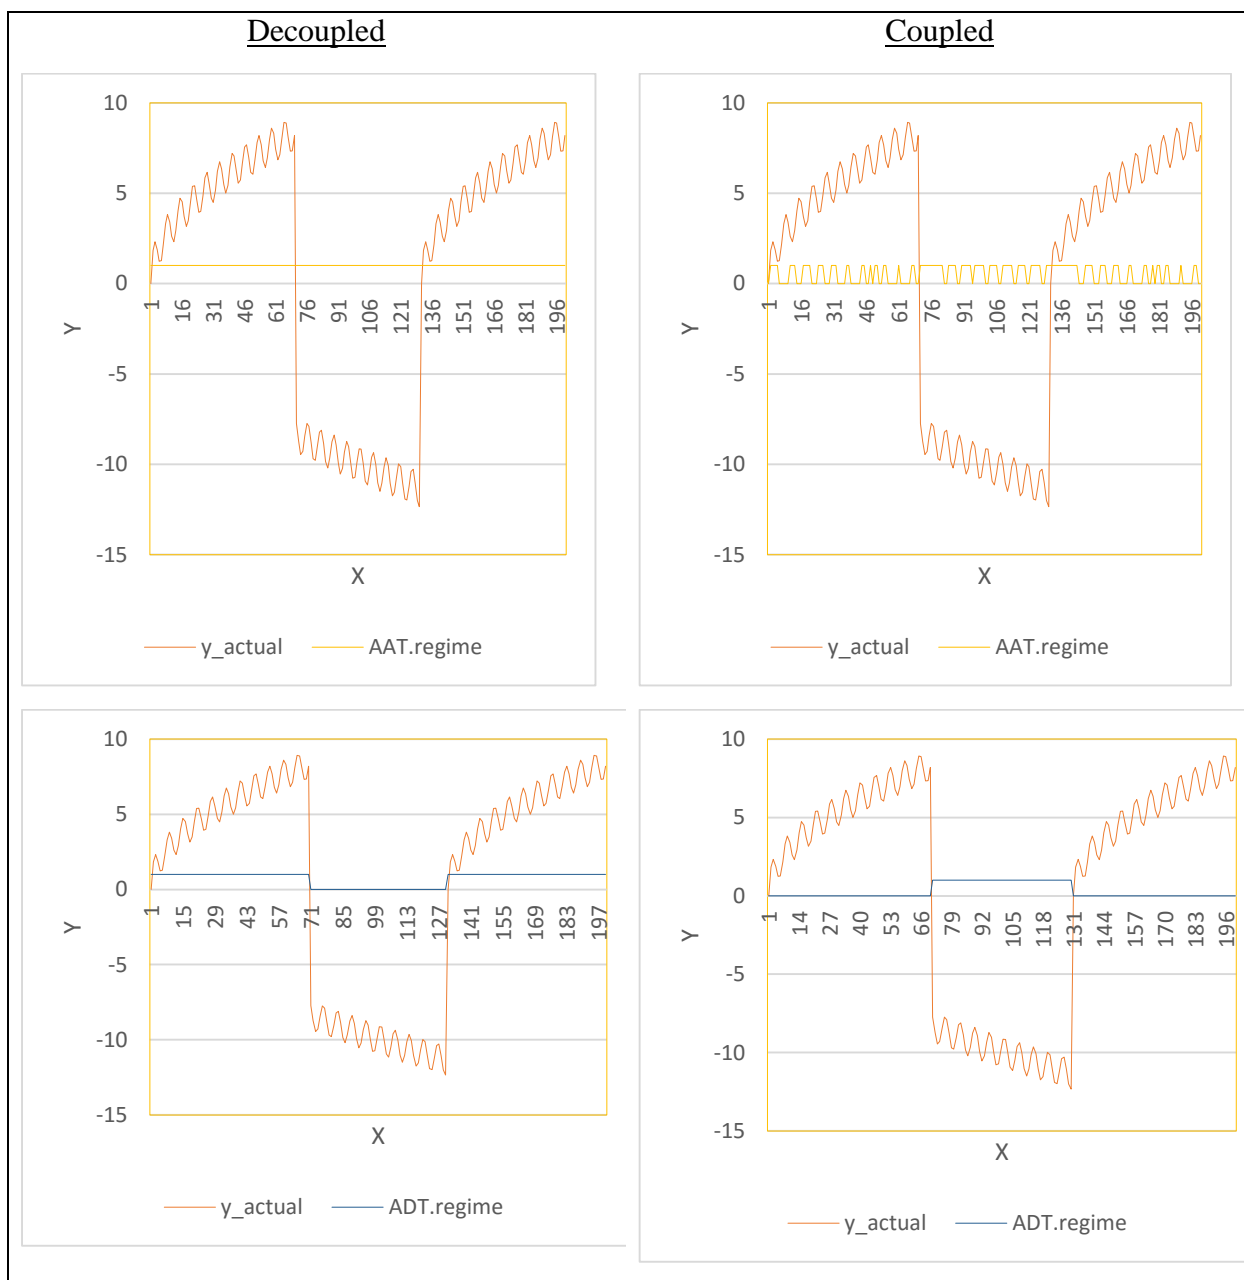 Decoupled
Coupled
10
5
0
-5
-10
-15
Y
1 16 31 46 61 76 91 106 121 136 151 166 181 196
X
y_actual AAT.regime
10
5
0
-5
-10
-15
Y
1 16 31 46 61 76 91 106 121 136 151 166 181 196
X
y_actual AAT.regime
10
5
0
-5
-10
-15
Y
1 15 29 43 57 71 85 99 113 127 141 155 169 183 197
X
y_actual ADT.regime
10
5
0
-5
-10
-15
Y
1 14 27 40 53 66 79 92 105 118 131 144 157 170 183 196
X
y_actual ADT.regime